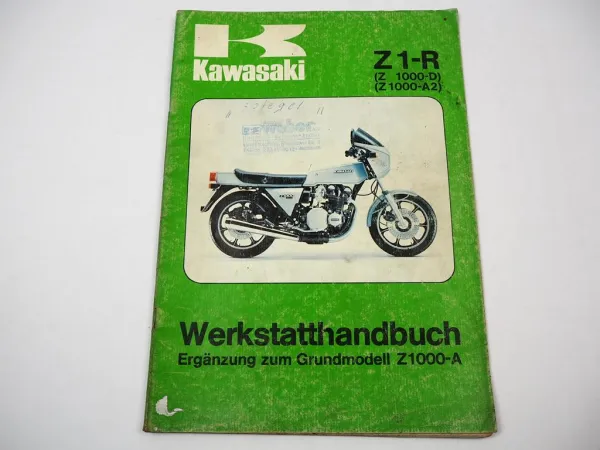 Kawasaki
Z1-R
(Z 1000-D)
(Z1000-A2)
Werkstatthandbuch
Ergänzung zum Grundmodell Z1000-A